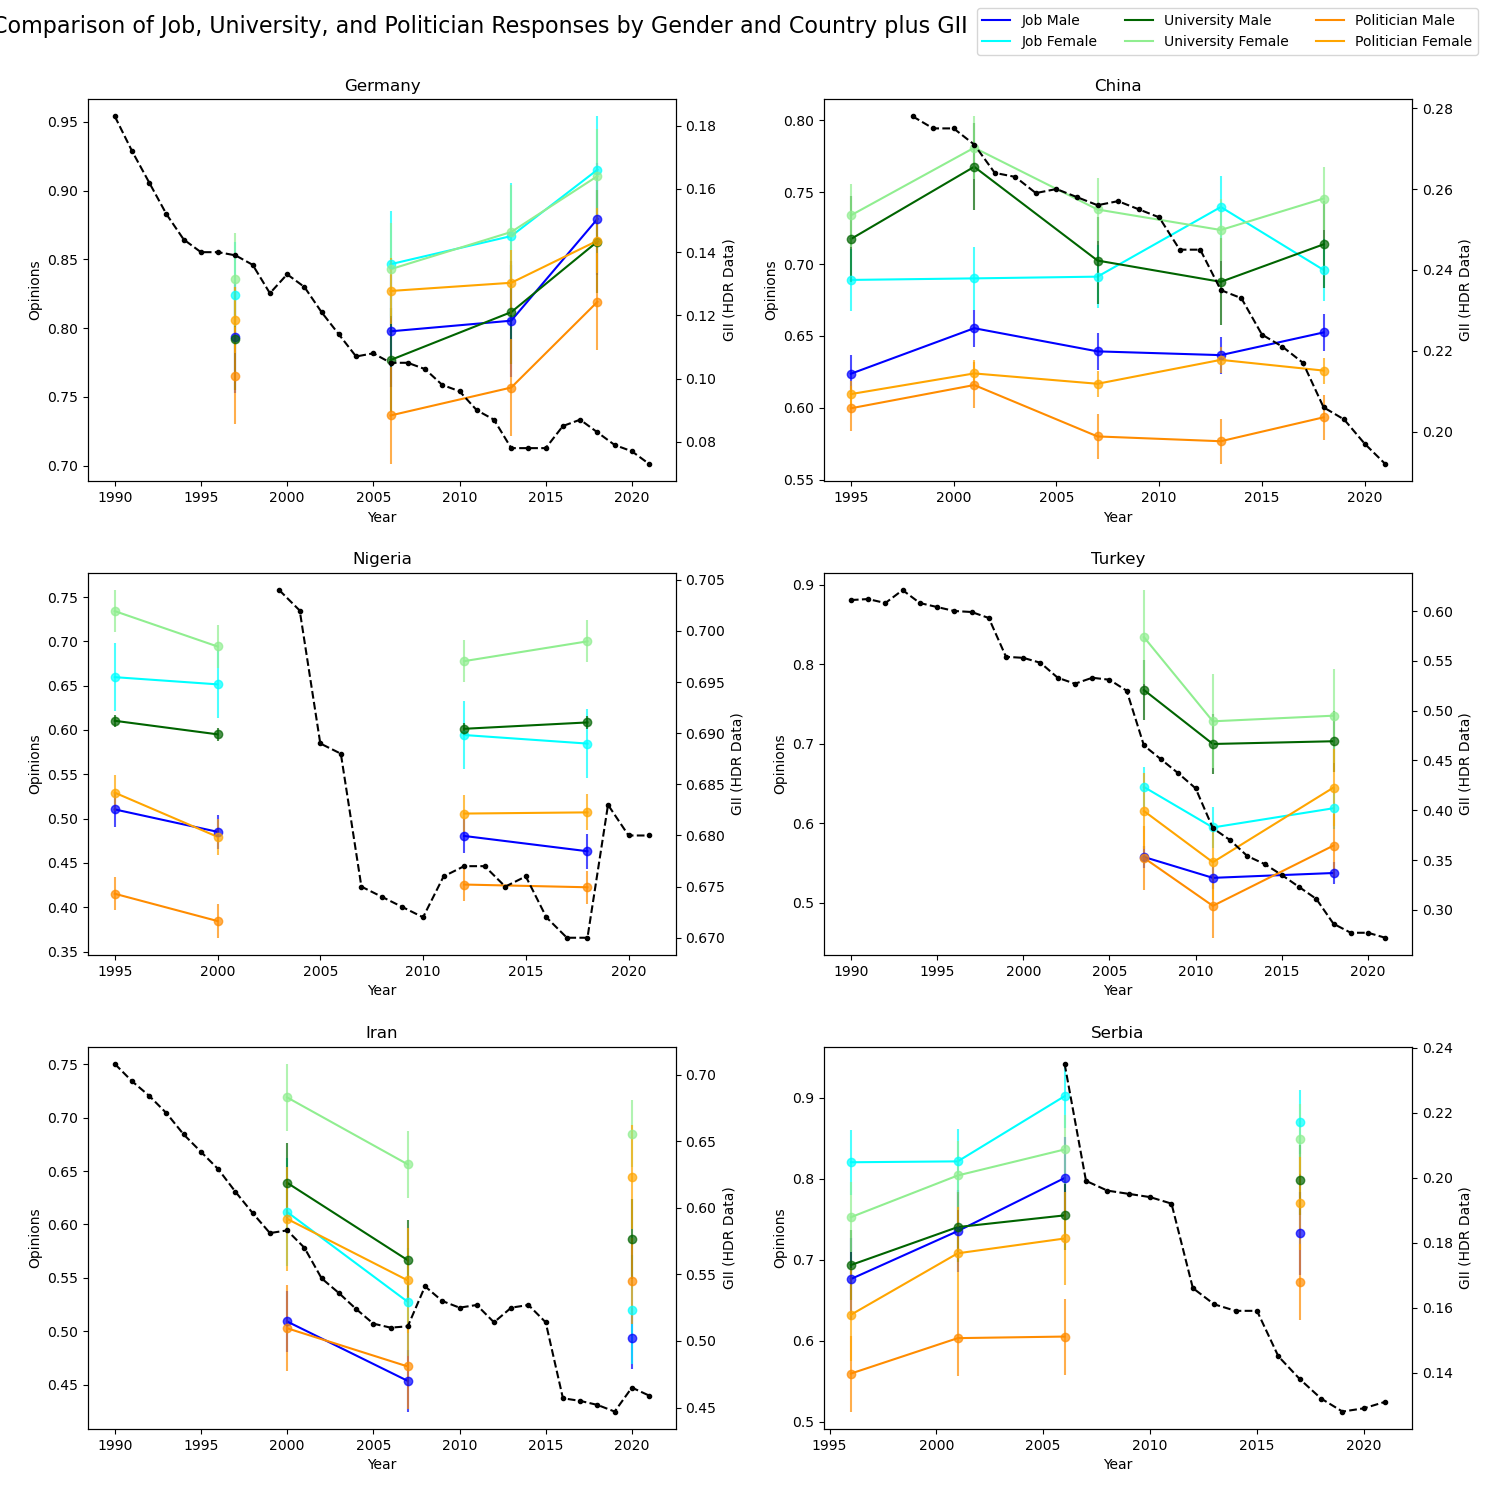 Comparison of Job, University, and Politician Responses by Gender and Country plus GII
Job Male University Male Politician Male
Job Female University Female Politician Female
Germany
Opinions
0.95
0.90
0.85
0.80
0.75
0.70
0.18
0.16
0.14
0.12
0.10
0.08
GII (HDR Data)
1990 1995 2000 2005 2010 2015 2020
Year
China
Opinions
0.80
0.75
0.70
0.65
0.60
0.55
0.28
0.26
0.24
0.22
0.20
GII (HDR Data)
1995 2000 2005 2010 2015 2020
Year
Nigeria
Opinions
0.75
0.70
0.65
0.60
0.55
0.50
0.45
0.40
0.35
0.705
0.700
0.695
0.690
0.685
0.680
0.675
0.670
GII (HDR Data)
1995 2000 2005 2010 2015 2020
Year
Turkey
Opinions
0.9
0.8
0.7
0.6
0.5
0.60
0.55
0.50
0.45
0.40
0.35
0.30
GII (HDR Data)
1990 1995 2000 2005 2010 2015 2020
Year
Iran
Opinions
0.75
0.70
0.65
0.60
0.55
0.50
0.45
0.70
0.65
0.60
0.55
0.50
0.45
GII (HDR Data)
1990 1995 2000 2005 2010 2015 2020
Year
Serbia
Opinions
0.9
0.8
0.7
0.6
0.5
0.24
0.22
0.20
0.18
0.16
0.14
GII (HDR Data)
1995 2000 2005 2010 2015 2020
Year